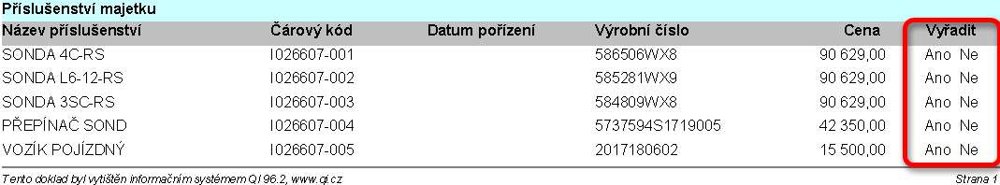 Příslušenství majetku
Název příslušenství Čárový kód Datum pořízení Výrobní číslo Cena Vyřadit
SONDA 4C-RS I026607-001 586506WX8 90 629,00 Ano Ne
SONDA L6-12-RS I026607-002 585281WX9 90 629,00 Ano Ne
SONDA 3SC-RS I026607-003 584809WX8 90 629,00 Ano Ne
PŘEPÍNAČ SOND I026607-004 5737594S1719005 42 350,00 Ano Ne
VOZÍK POJÍZDNÝ I026607-005 2017180602 15 500,00 Ano Ne
Tento doklad byl vytištěn informačním systémem QI 96.2, www.qi.cz Strana 1